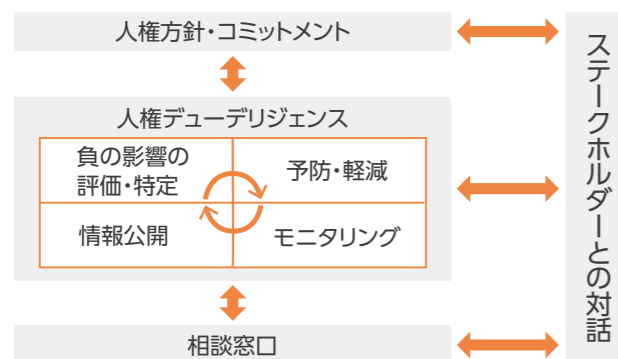 人権方針・コミットメント
人権デューデリジェンス
負の影響の
評価・特定
予防・軽減
情報公開
モニタリング
相談窓口
ステークホルダーとの対話